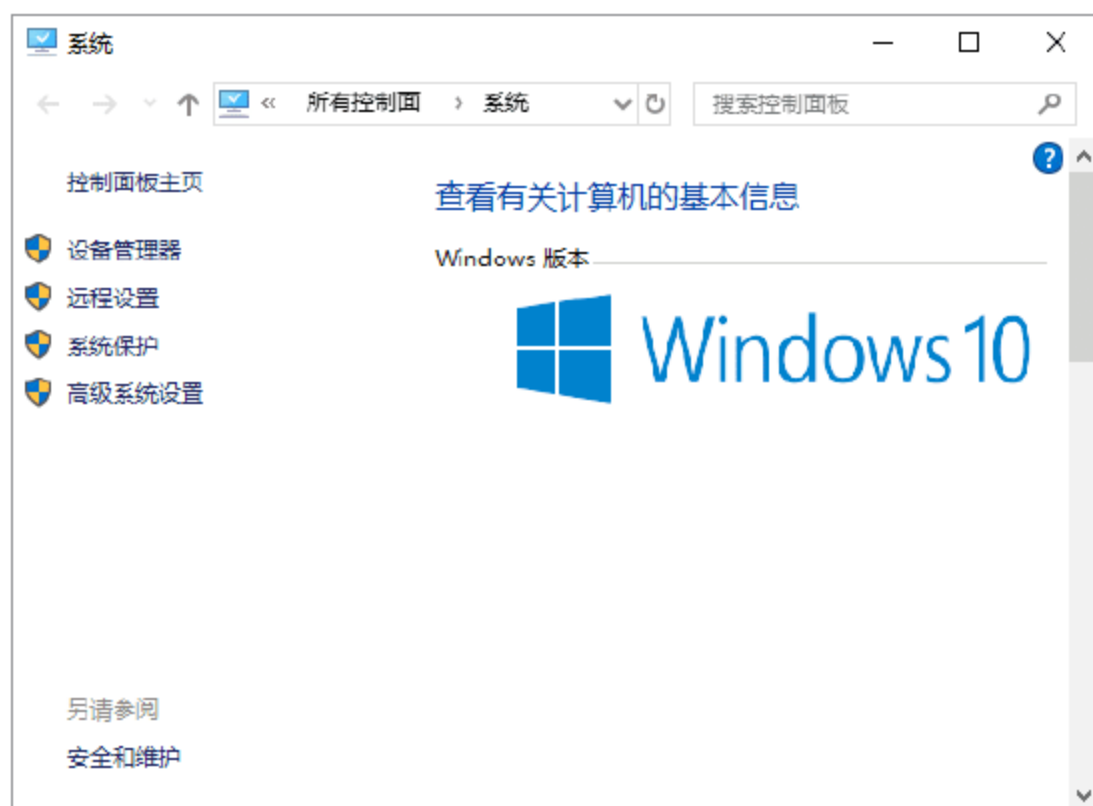 系统
« 所有控制面 › 系统
搜索控制面板
控制面板主页
设备管理器
远程设置
系统保护
高级系统设置
查看有关计算机的基本信息
Windows 版本
Windows 10
另请参阅
安全和维护